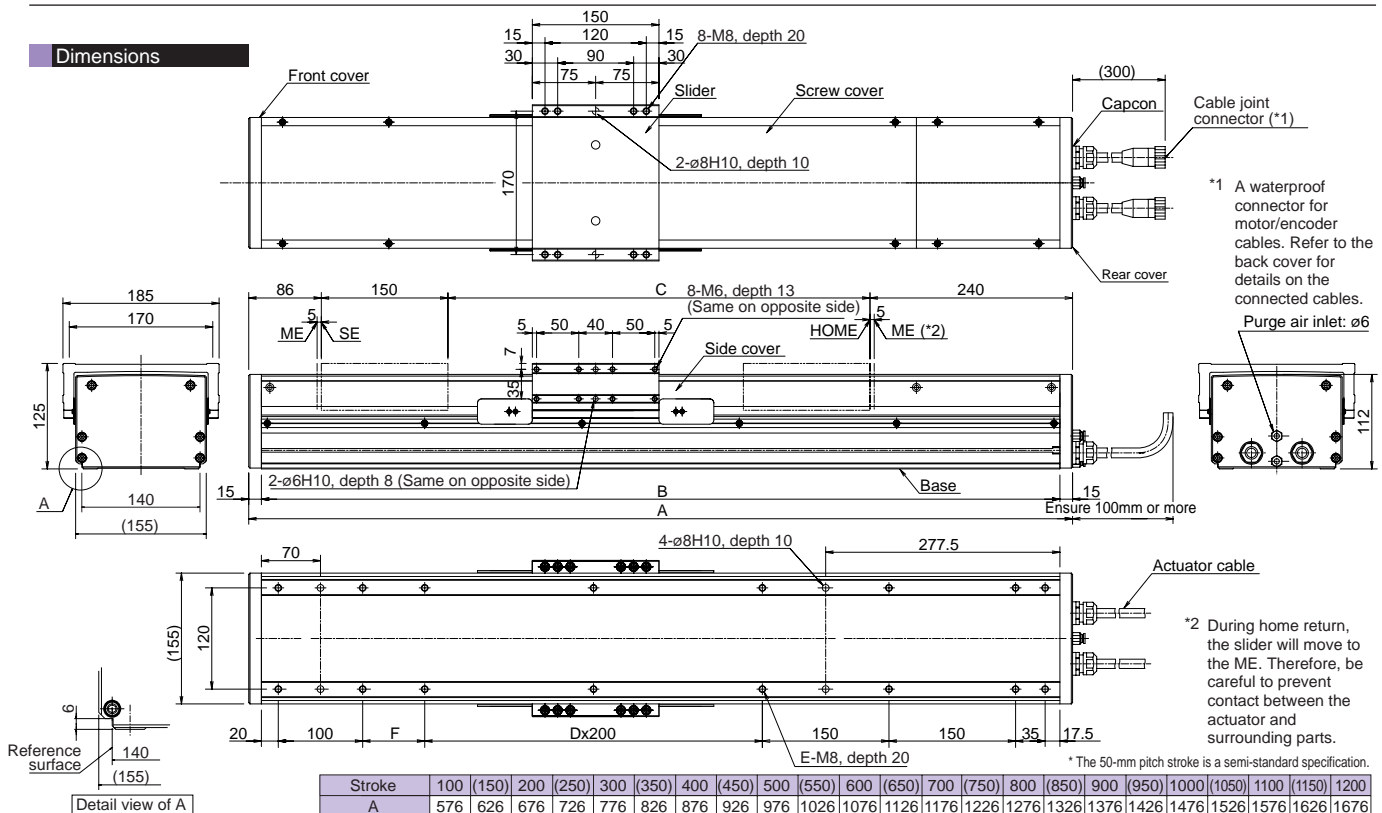 Dimensions
150
15 120 15
8-M8, depth 20
30 90 30
75 75
Front cover
Slider
Screw cover
(300)
Capcon
Cable joint
connector (*1)
2-ø8H10, depth 10
170
*1 A waterproof
connector for
motor/encoder
cables. Refer to the
back cover for
details on the
connected cables.
Rear cover
185
170
125
A
140
(155)
86 150 C 240
8-M6, depth 13
(Same on opposite side)
5
ME SE
5 50 40 50 5
7
35
Side cover
5
HOME ME (*2)
2-ø6H10, depth 8 (Same on opposite side)
Base
15 B 15
A
Ensure 100mm or more
Purge air inlet: ø6
112
70
4-ø8H10, depth 10
277.5
Actuator cable
(155)
120
20 100 F Dx200 150 150 35 17.5
E-M8, depth 20
*2 During home return,
the slider will move to
the ME. Therefore, be
careful to prevent
contact between the
actuator and
surrounding parts.
6
Reference
surface
140
(155)
Detail view of A
* The 50-mm pitch stroke is a semi-standard specification.
Stroke 100 (150) 200 (250) 300 (350) 400 (450) 500 (550) 600 (650) 700 (750) 800 (850) 900 (950) 1000 (1050) 1100 (1150) 1200
A 576 626 676 726 776 826 876 926 976 1026 1076 1126 1176 1226 1276 1326 1376 1426 1476 1526 1576 1626 1676